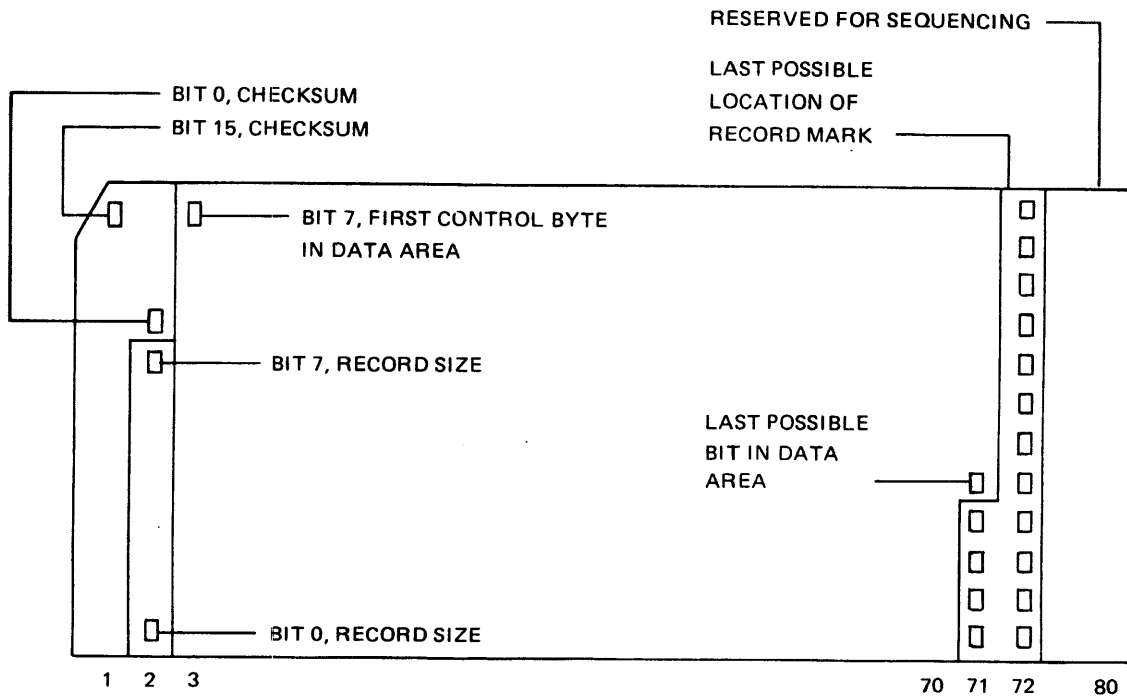 RESERVED FOR SEQUENCING
LAST POSSIBLE
LOCATION OF
RECORD MARK
BIT 0, CHECKSUM
BIT 15, CHECKSUM
BIT 7, FIRST CONTROL BYTE
IN DATA AREA
BIT 7, RECORD SIZE
LAST POSSIBLE
BIT IN DATA
AREA
BIT 0, RECORD SIZE
1 2 3 70 71 72 80